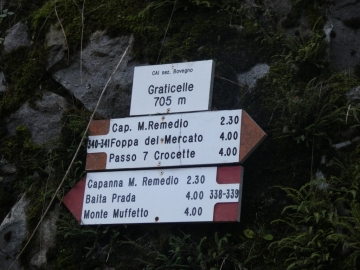 CAI sez. Bovegno
Graticelle
705 m
Cap. M.Remedio 2.30
340-341 Foppa del Mercato 4.00
Passo 7 Crocette 4.00
Capanna M. Remedio 2.30
Baita Prada 4.00 338-339
Monte Muffetto 4.00